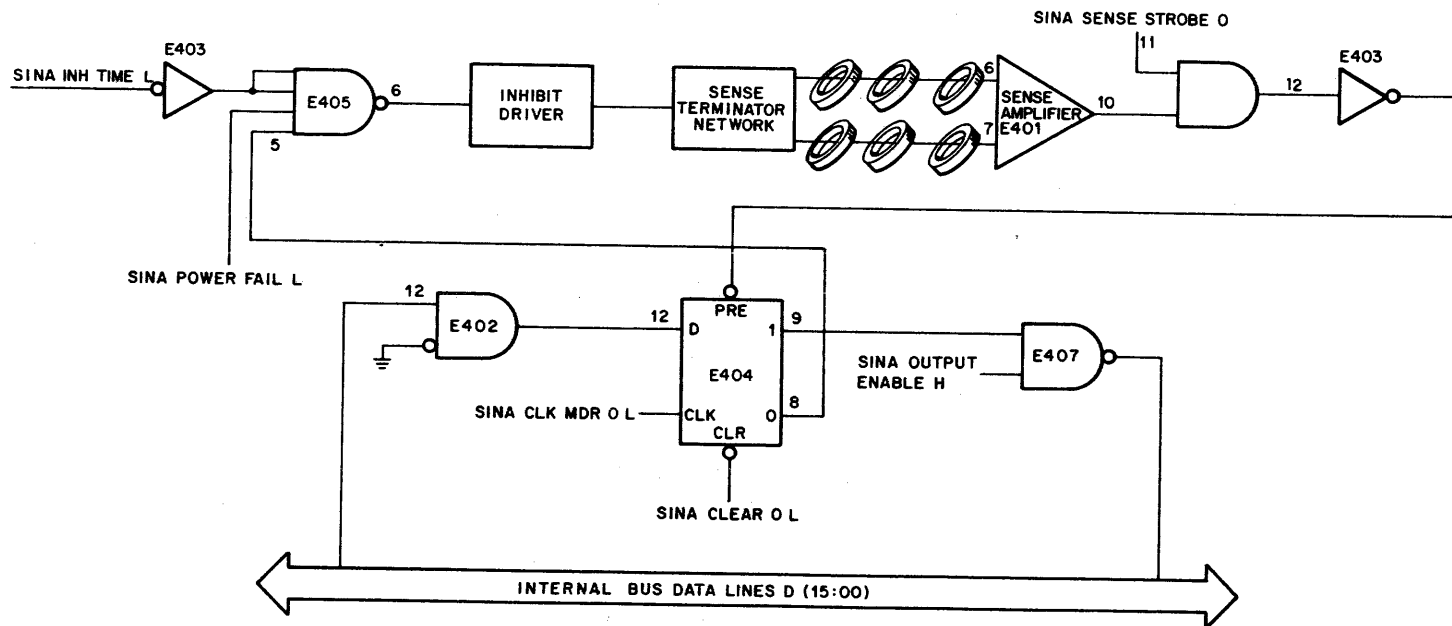 SINA SENSE STROBE 0
11
E403
E403
SINA INH TIME L
E405
6
INHIBIT
DRIVER
SENSE
TERMINATOR
NETWORK
6
7
SENSE
AMPLIFIER
E401
10
12
5
SINA POWER FAIL L
12
E402
12
PRE
D
1
9
E404
SINA CLK MDR 0 L
CLK
0
8
CLR
SINA OUTPUT
ENABLE H
E407
SINA CLEAR 0 L
INTERNAL BUS DATA LINES D (15:00)